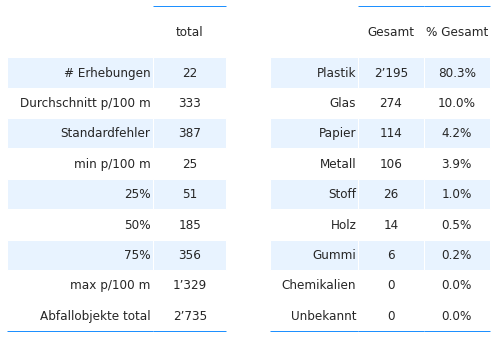 total
# Erhebungen 22
Durchschnitt p/100 m 333
Standardfehler 387
min p/100 m 25
25% 51
50% 185
75% 356
max p/100 m 1’329
Abfallobjekte total 2’735
Gesamt % Gesamt
Plastik 2’195 80.3%
Glas 274 10.0%
Papier 114 4.2%
Metall 106 3.9%
Stoff 26 1.0%
Holz 14 0.5%
Gummi 6 0.2%
Chemikalien 0 0.0%
Unbekannt 0 0.0%